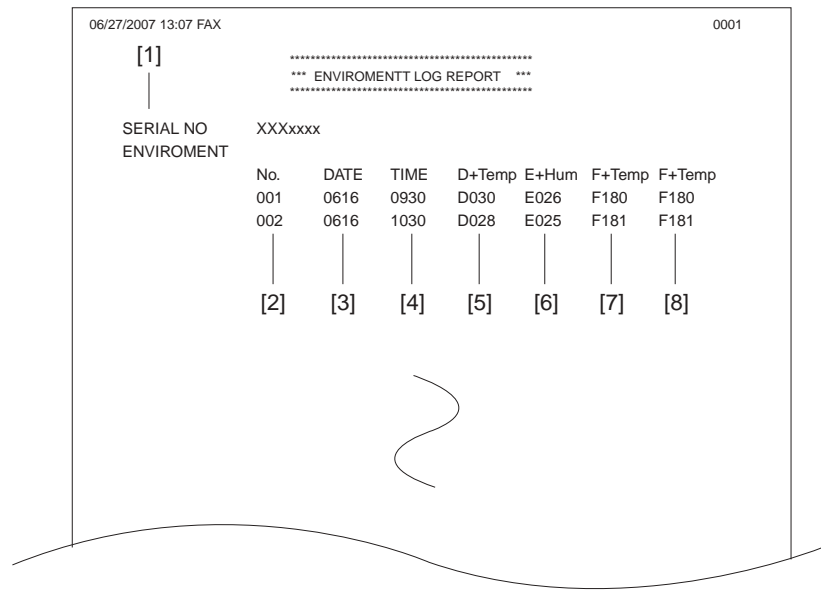 06/27/2007 13:07 FAX 0001
[1]
************************************************
*** ENVIROMENTT LOG REPORT ***
************************************************
SERIAL NO XXXxxxx
ENVIROMENT
No. DATE TIME D+Temp E+Hum F+Temp F+Temp
001 0616 0930 D030 E026 F180 F180
002 0616 1030 D028 E025 F181 F181
[2] [3] [4] [5] [6] [7] [8]